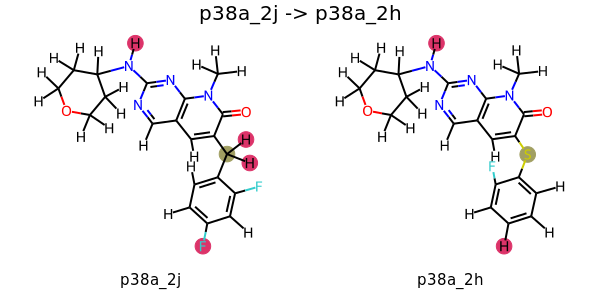 p38a_2j -> p38a_2h
H H H H H H H H H H H N N N N O O H H H H H H F F
H H H H H H H H H H N N N N O O H H H H S F H H H H
p38a_2j p38a_2h